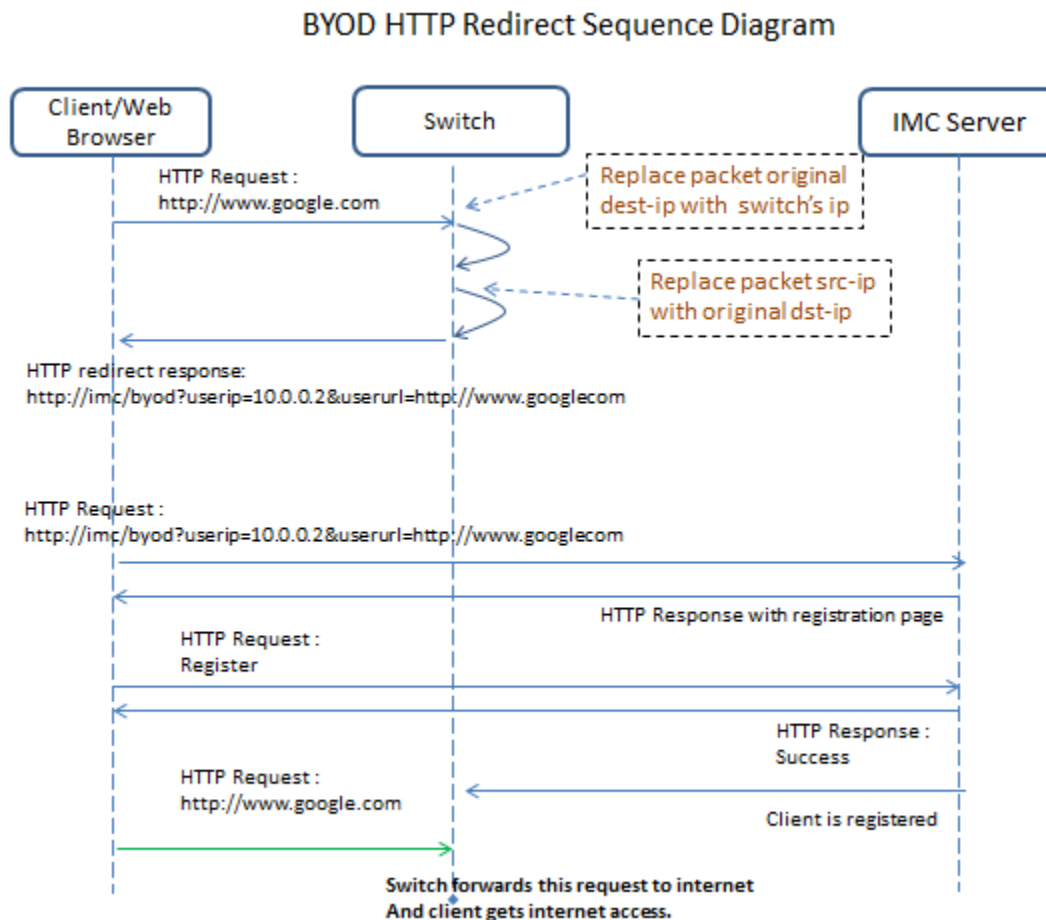 BYOD HTTP Redirect Sequence Diagram
Client/Web
Browser
Switch
IMC Server
HTTP Request :
http://www.google.com
Replace packet original
dest-ip with switch's ip
Replace packet src-ip
with original dst-ip
HTTP redirect response:
http://imc/byod?userip=10.0.0.2&userurl=http://www.googlecom
HTTP Request :
http://imc/byod?userip=10.0.0.2&userurl=http://www.googlecom
HTTP Response with registration page
HTTP Request :
Register
HTTP Response :
Success
HTTP Request :
http://www.google.com
Client is registered
Switch forwards this request to internet
And client gets internet access.